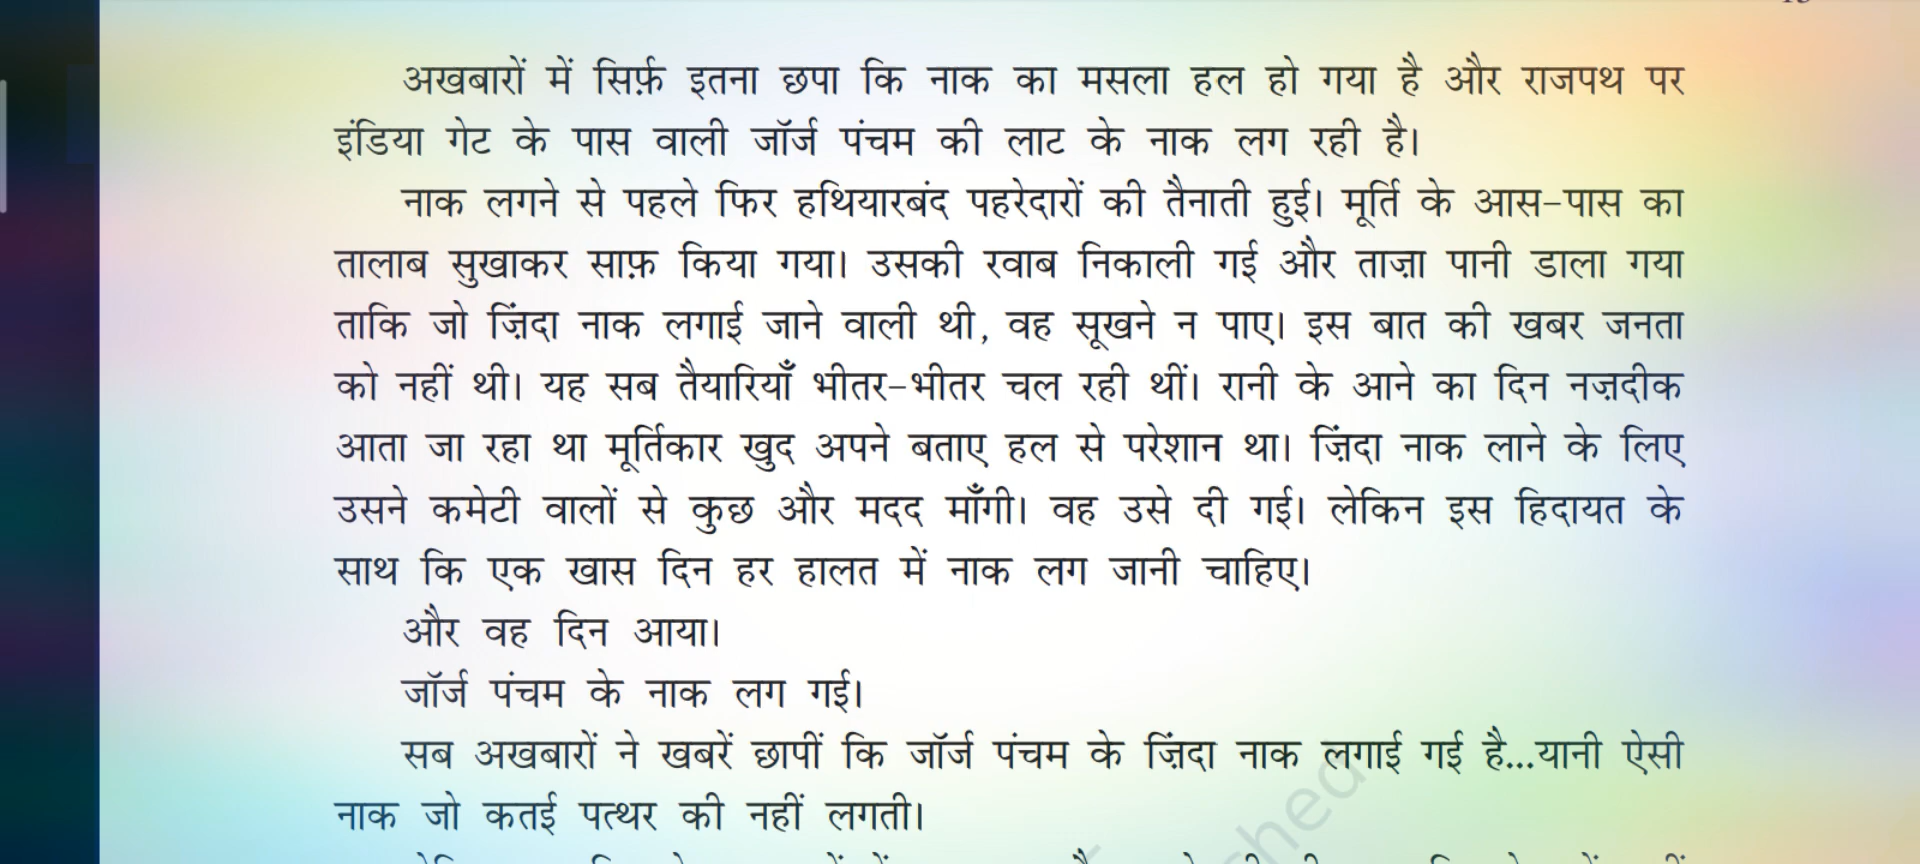 अखबारों में सिर्फ़ इतना छपा कि नाक का मसला हल हो गया है और राजपथ पर
इंडिया गेट के पास वाली जॉर्ज पंचम की लाट के नाक लग रही है।
नाक लगने से पहले फिर हथियारबंद पहरेदारों की तैनाती हुई। मूर्ति के आस-पास का
तालाब सुखाकर साफ़ किया गया। उसकी रवाब निकाली गई और ताज़ा पानी डाला गया
ताकि जो ज़िंदा नाक लगाई जाने वाली थी, वह सूखने न पाए। इस बात की खबर जनता
को नहीं थी। यह सब तैयारियाँ भीतर-भीतर चल रही थीं। रानी के आने का दिन नज़दीक
आता जा रहा था मूर्तिकार खुद अपने बताए हल से परेशान था। ज़िंदा नाक लाने के लिए
उसने कमेटी वालों से कुछ और मदद माँगी। वह उसे दी गई। लेकिन इस हिदायत के
साथ कि एक खास दिन हर हालत में नाक लग जानी चाहिए।
और वह दिन आया।
जॉर्ज पंचम के नाक लग गई।
सब अखबारों ने खबरें छापीं कि जॉर्ज पंचम के ज़िंदा नाक लगाई गई है...यानी ऐसी
नाक जो कतई पत्थर की नहीं लगती।